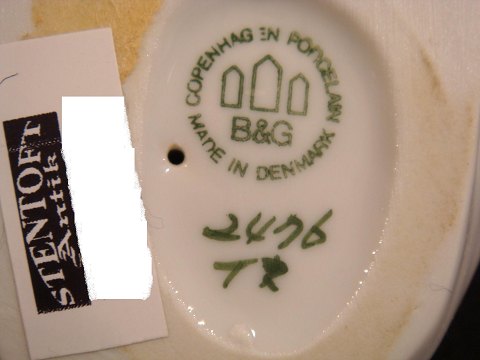 COPENHAGEN PORCELAIN
B&G
MADE IN DENMARK
2476
TR
STENTOFT
Antik